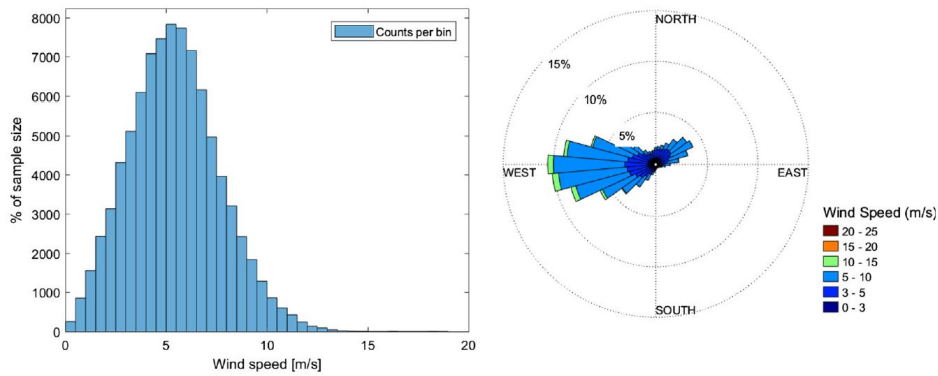 8000
7000
6000
5000
4000
3000
2000
1000
0
% of sample size
Counts per bin
0 5 10 15 20
Wind speed [m/s]
NORTH
15%
10%
5%
WEST
EAST
SOUTH
Wind Speed (m/s)
20 - 25
15 - 20
10 - 15
5 - 10
3 - 5
0 - 3